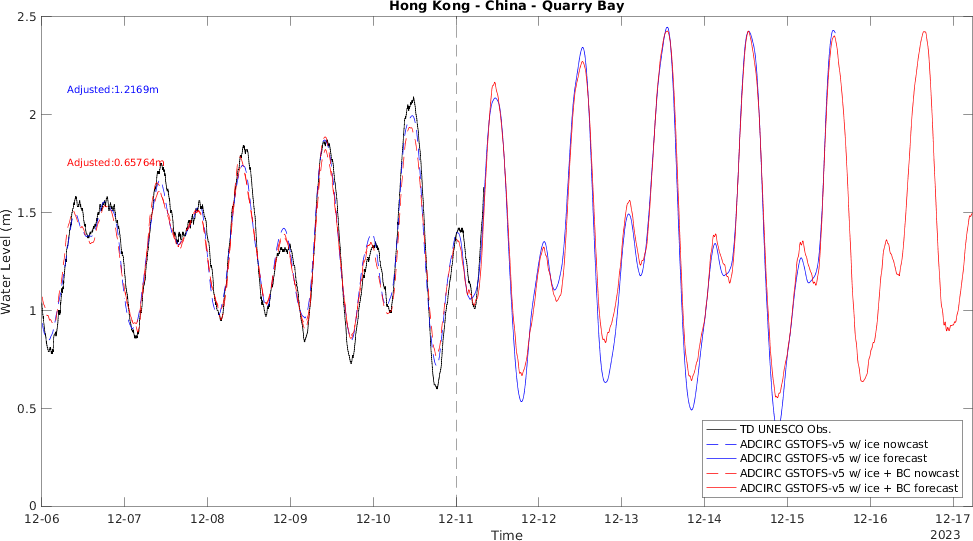 Hong Kong - China - Quarry Bay
2.5
2
1.5
1
0.5
0
Water Level (m)
Adjusted:1.2169m
Adjusted:0.65764m
TD UNESCO Obs.
ADCIRC GSTOFS-v5 w/ ice nowcast
ADCIRC GSTOFS-v5 w/ ice forecast
ADCIRC GSTOFS-v5 w/ ice + BC nowcast
ADCIRC GSTOFS-v5 w/ ice + BC forecast
12-06 12-07 12-08 12-09 12-10 12-11 12-12 12-13 12-14 12-15 12-16 12-17
2023
Time